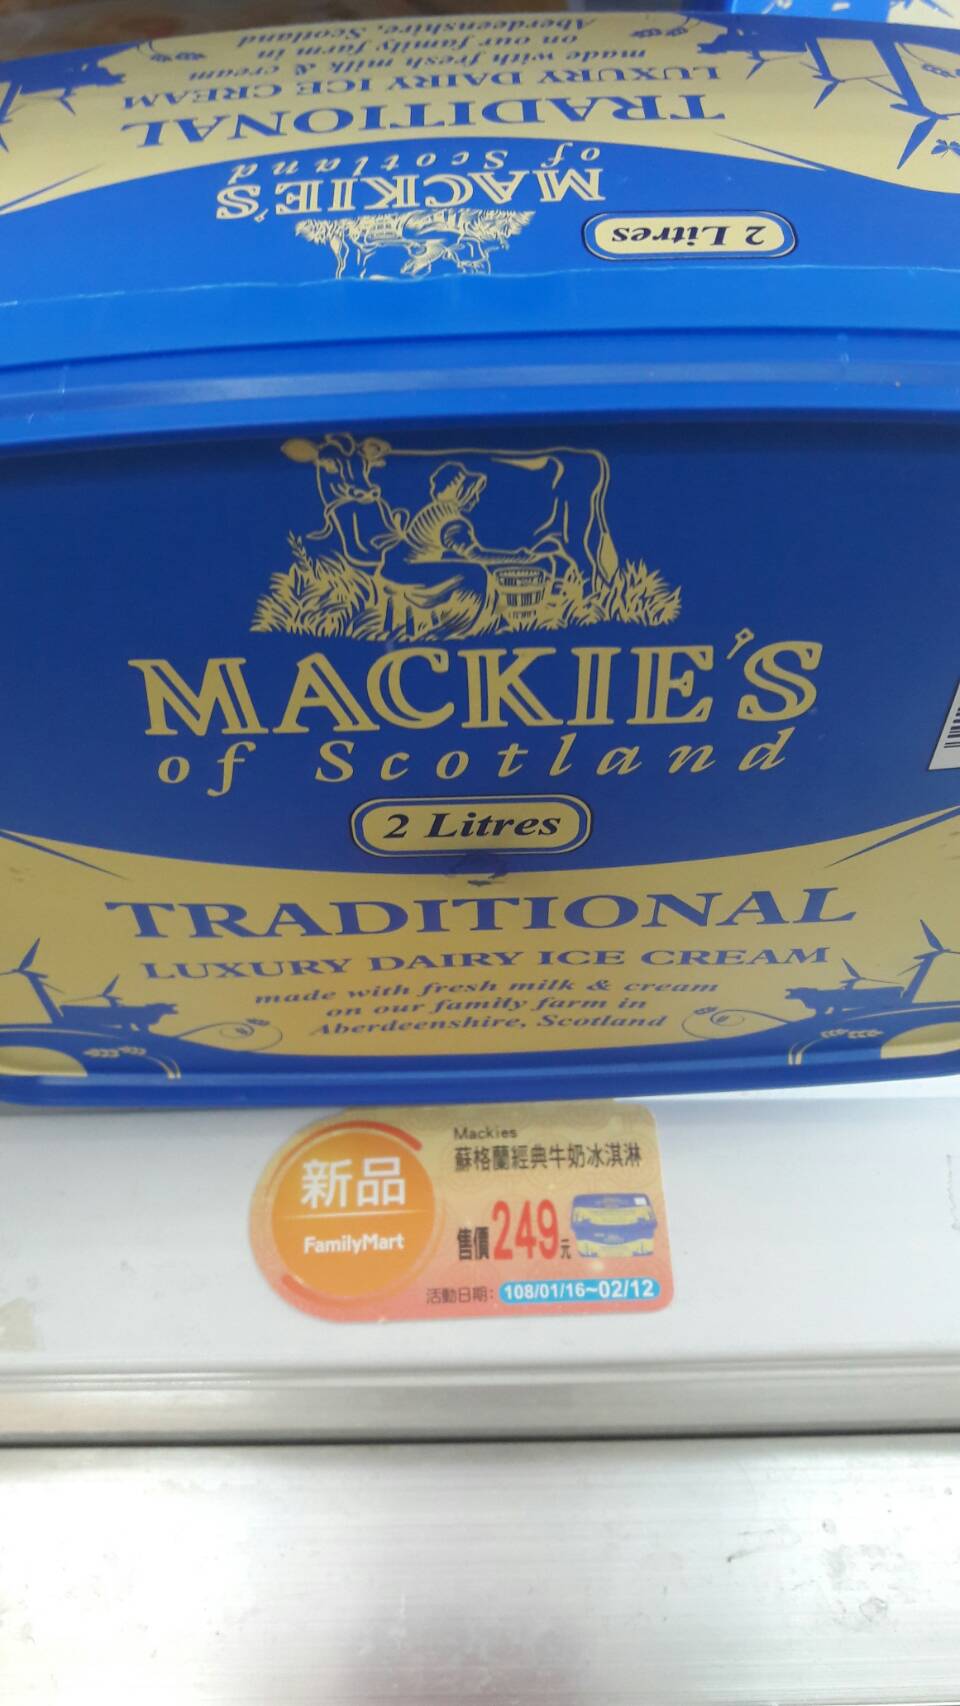 Aberdeenshire, Scotland
on our family farm in
made with fresh milk & cream
LUXURY DAIRY ICE CREAM
TRADITIONAL
of Scotland
MACKIE'S
2 Litres
MACKIE'S
of Scotland
2 Litres
TRADITIONAL
LUXURY DAIRY ICE CREAM
made with fresh milk & cream
on our family farm in
Aberdeenshire, Scotland
新品
FamilyMart
Mackies
蘇格蘭經典牛奶冰淇淋
售價249元
活動日期: 108/01/16~02/12